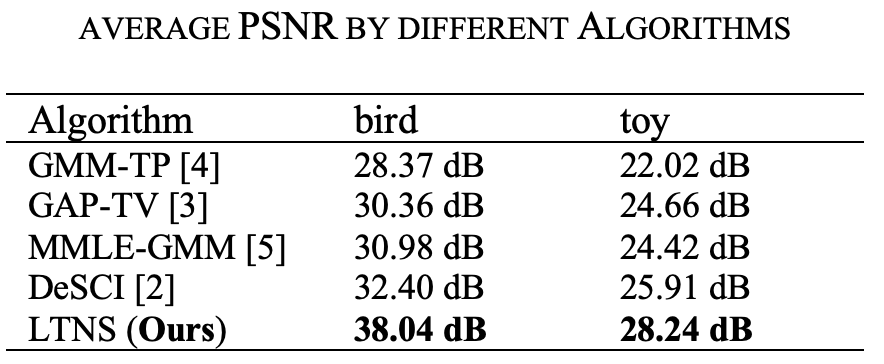 AVERAGE PSNR BY DIFFERENT ALGORITHMS
Algorithm bird toy
GMM-TP [4] 28.37 dB 22.02 dB
GAP-TV [3] 30.36 dB 24.66 dB
MMLE-GMM [5] 30.98 dB 24.42 dB
DeSCI [2] 32.40 dB 25.91 dB
LTNS (Ours) 38.04 dB 28.24 dB